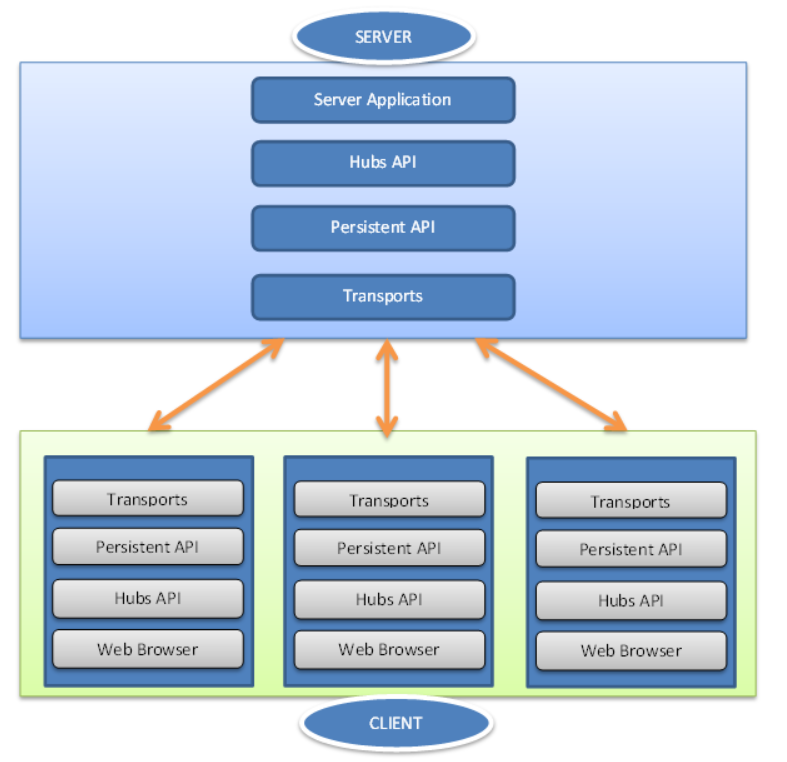 SERVER
Server Application
Hubs API
Persistent API
Transports
Transports
Persistent API
Hubs API
Web Browser
Transports
Persistent API
Hubs API
Web Browser
Transports
Persistent API
Hubs API
Web Browser
CLIENT